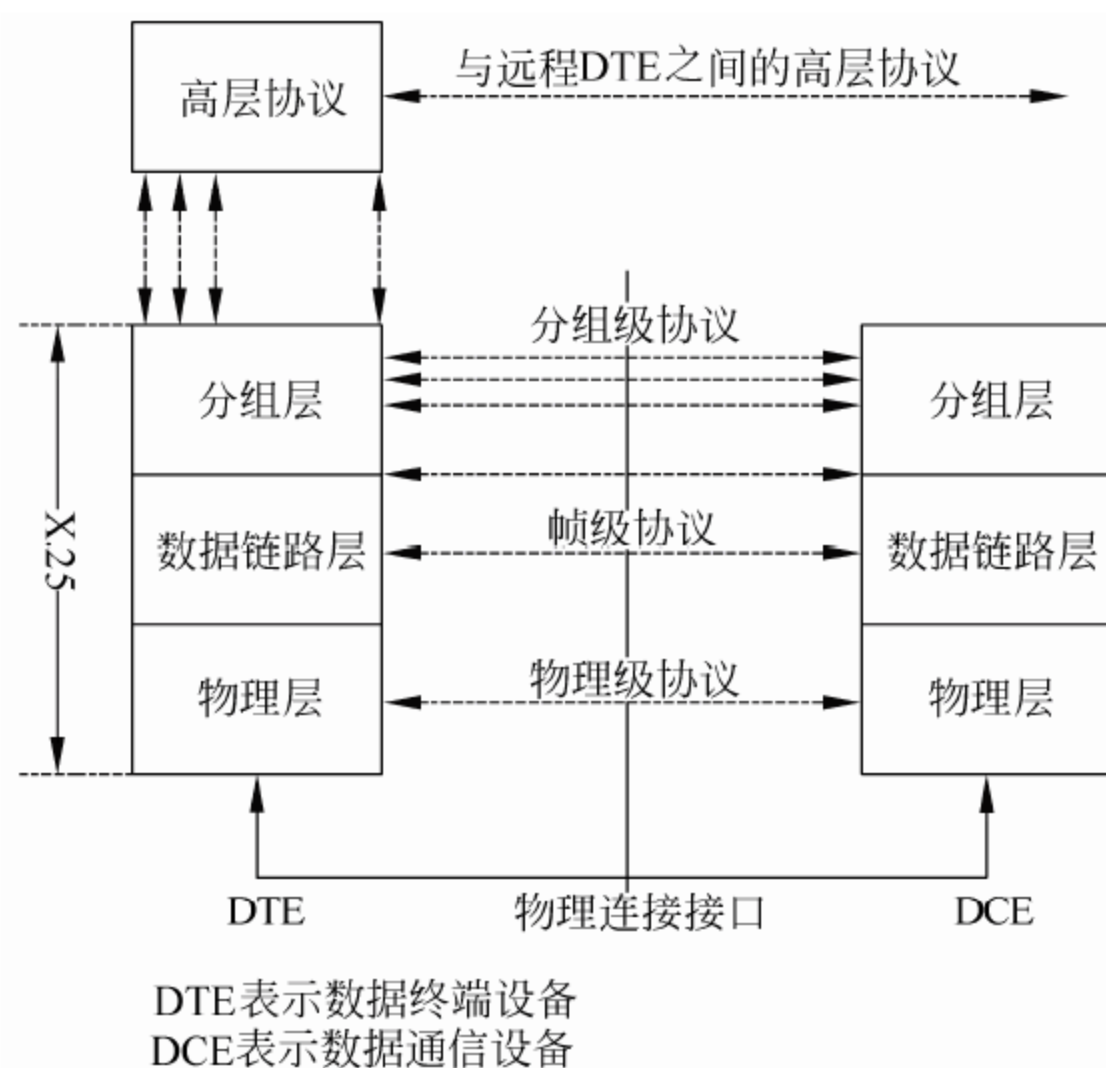 与远程DTE之间的高层协议
高层协议
分组级协议
分组层
分组层
X.25
帧级协议
数据链路层
数据链路层
物理级协议
物理层
物理层
DTE
物理连接接口
DCE
DTE表示数据终端设备
DCE表示数据通信设备